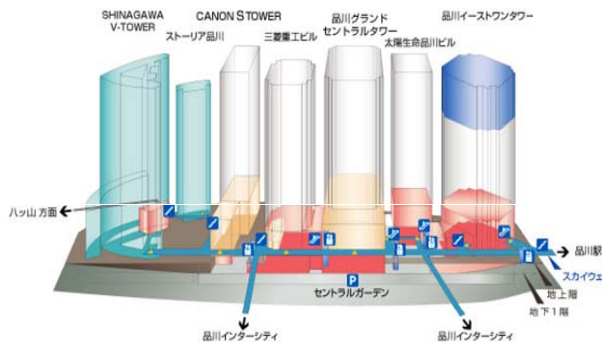 SHINAGAWA
V-TOWER
ストーリア品川
CANON S TOWER
三菱重工ビル
品川グランド
セントラルタワー
太陽生命品川ビル
品川イーストワンタワー
八ッ山 方面
品川駅
スカイウェ
地上階
地下1階
P
セントラルガーデン
品川インターシティ
品川インターシティ